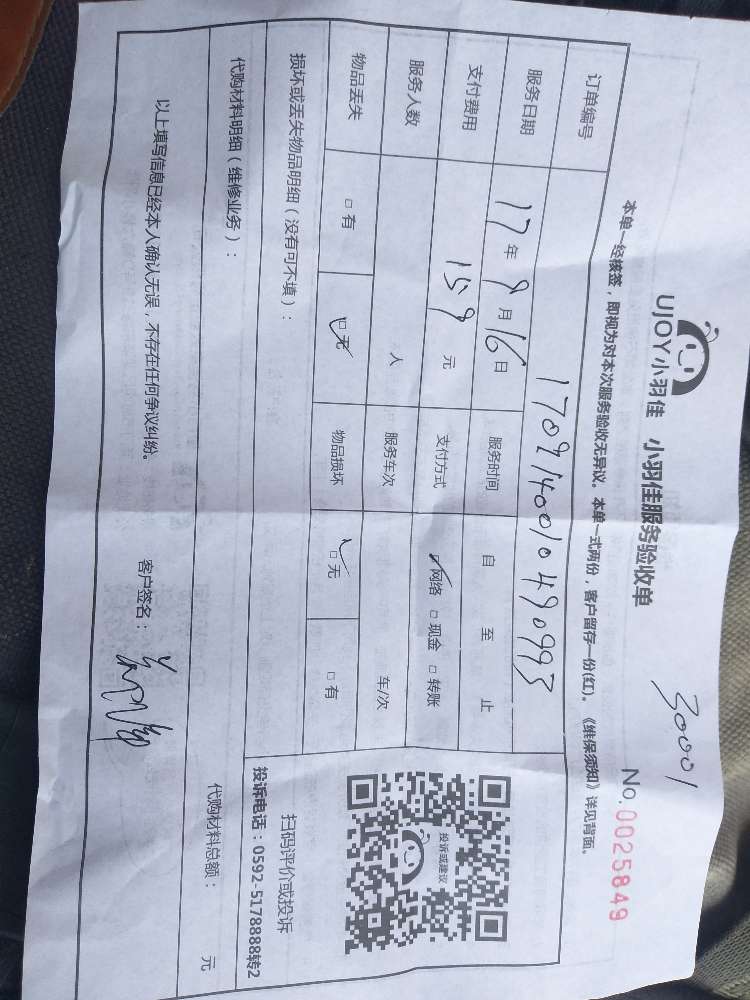 UJOY小羽佳 小羽佳服务验收单
30001
No.0025849
本单一经核签，即视为对本次服务验收无异议。本单一式两份，客户留存一份(红)。《维保须知》详见背面。
订单编号 1709140010490993
服务日期 17年9月16日 服务时间 自 至 止
支付费用 159元 支付方式 ☑网络 □现金 □转账
服务人数 人 服务车次 车/次
物品丢失 □有 ☑无 物品损坏 ☑无 □有
投诉或建议
扫码评价或投诉
投诉电话：0592-5178888转2
损坏或丢失物品明细（没有可不填）：
代购材料明细（维修业务）： 代购材料总额： 元
以上填写信息已经本人确认无误，不存在任何争议纠纷。 客户签名：